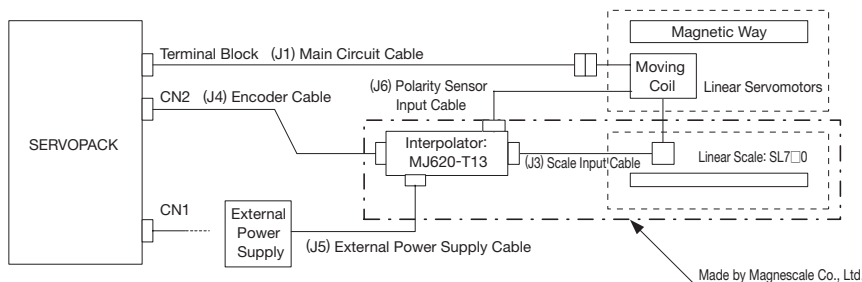 Magnetic Way
Terminal Block (J1) Main Circuit Cable
Moving
Coil
Linear Servomotors
(J6) Polarity Sensor
Input Cable
CN2 (J4) Encoder Cable
SERVOPACK
Interpolator:
MJ620-T13
(J3) Scale Input Cable
Linear Scale: SL7□0
CN1
External
Power
Supply
(J5) External Power Supply Cable
Made by Magnescale Co., Ltd